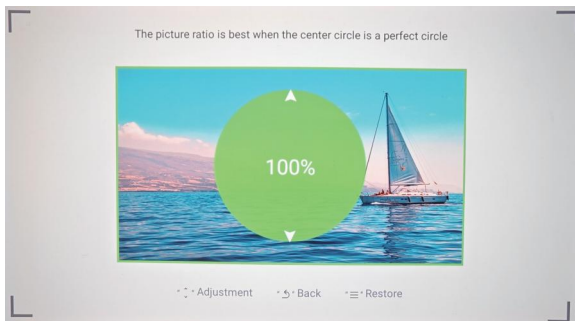 The picture ratio is best when the center circle is a perfect circle
100%
Adjustment Back Restore